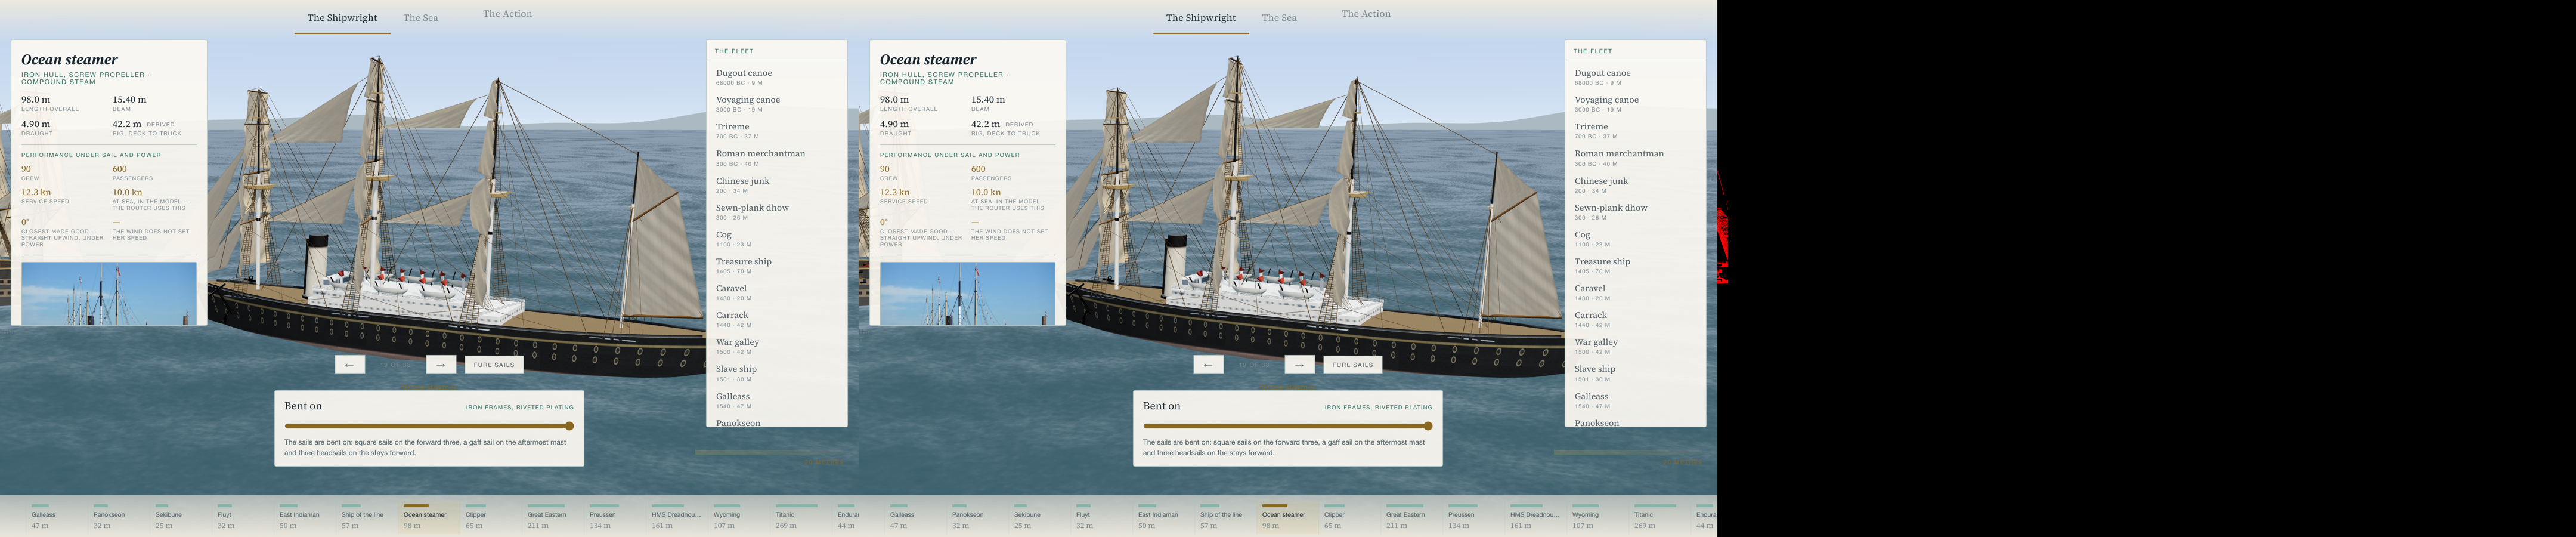 The Shipwright
The Sea
The Action
Ocean steamer
IRON HULL, SCREW PROPELLER ·
COMPOUND STEAM
98.0 m
15.40 m
LENGTH OVERALL
BEAM
4.90 m
42.2 m DERIVED
DRAUGHT
RIG, DECK TO TRUCK
PERFORMANCE UNDER SAIL AND POWER
90
600
CREW
PASSENGERS
12.3 kn
10.0 kn
SERVICE SPEED
AT SEA, IN THE MODEL —
THE ROUTER USES THIS
0°
—
CLOSEST MADE GOOD —
STRAIGHT UPWIND, UNDER
POWER
THE WIND DOES NOT SET
HER SPEED
THE FLEET
Dugout canoe
68000 BC · 9 M
Voyaging canoe
3000 BC · 19 M
Trireme
700 BC · 37 M
Roman merchantman
300 BC · 40 M
Chinese junk
200 · 34 M
Sewn-plank dhow
300 · 26 M
Cog
1100 · 23 M
Treasure ship
1405 · 70 M
Caravel
1430 · 20 M
Carrack
1440 · 42 M
War galley
1500 · 42 M
Slave ship
1501 · 30 M
Galleass
1540 · 47 M
Panokseon
←
→
FURL SAILS
Bent on
IRON FRAMES, RIVETED PLATING
The sails are bent on: square sails on the forward three, a gaff sail on the aftermost mast
and three headsails on the stays forward.
Galleass
Panokseon
Sekibune
Fluyt
East Indiaman
Ship of the line
Ocean steamer
Clipper
Great Eastern
Preussen
HMS Dreadnou...
Wyoming
Titanic
47 m
32 m
25 m
32 m
50 m
57 m
98 m
65 m
211 m
134 m
161 m
107 m
269 m
44 m
The Shipwright
The Sea
The Action
Ocean steamer
IRON HULL, SCREW PROPELLER ·
COMPOUND STEAM
98.0 m
15.40 m
LENGTH OVERALL
BEAM
4.90 m
42.2 m DERIVED
DRAUGHT
RIG, DECK TO TRUCK
PERFORMANCE UNDER SAIL AND POWER
90
600
CREW
PASSENGERS
12.3 kn
10.0 kn
SERVICE SPEED
AT SEA, IN THE MODEL —
THE ROUTER USES THIS
0°
—
CLOSEST MADE GOOD —
STRAIGHT UPWIND, UNDER
POWER
THE WIND DOES NOT SET
HER SPEED
THE FLEET
Dugout canoe
68000 BC · 9 M
Voyaging canoe
3000 BC · 19 M
Trireme
700 BC · 37 M
Roman merchantman
300 BC · 40 M
Chinese junk
200 · 34 M
Sewn-plank dhow
300 · 26 M
Cog
1100 · 23 M
Treasure ship
1405 · 70 M
Caravel
1430 · 20 M
Carrack
1440 · 42 M
War galley
1500 · 42 M
Slave ship
1501 · 30 M
Galleass
1540 · 47 M
Panokseon
←
→
FURL SAILS
Bent on
IRON FRAMES, RIVETED PLATING
The sails are bent on: square sails on the forward three, a gaff sail on the aftermost mast
and three headsails on the stays forward.
Galleass
Panokseon
Sekibune
Fluyt
East Indiaman
Ship of the line
Ocean steamer
Clipper
Great Eastern
Preussen
HMS Dreadnou...
Wyoming
Titanic
47 m
32 m
25 m
32 m
50 m
57 m
98 m
65 m
211 m
134 m
161 m
107 m
269 m
44 m